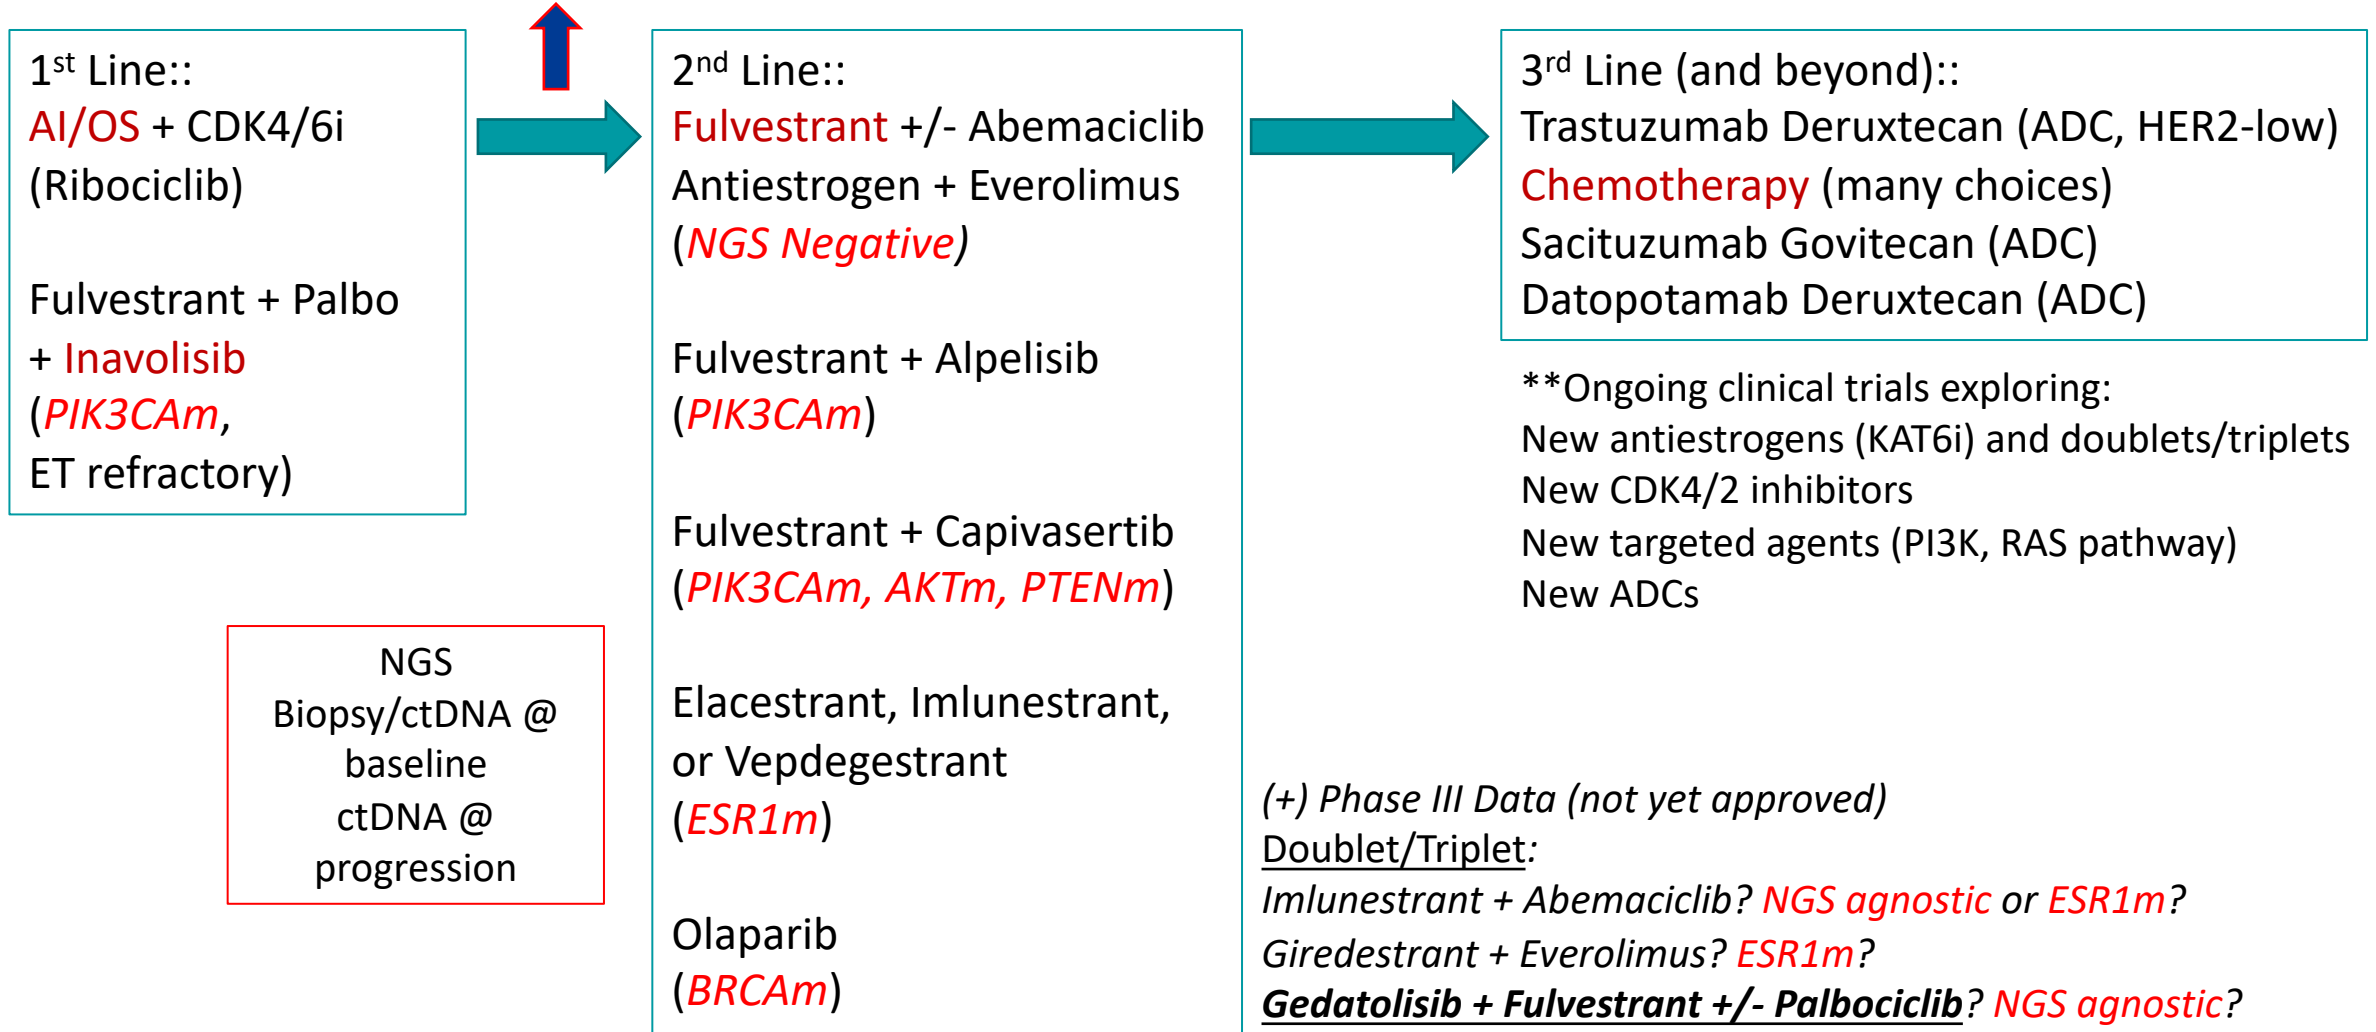 1st Line::
AI/OS + CDK4/6i
(Ribociclib)
Fulvestrant + Palbo
+ Inavolisib
(PIK3CAm,
ET refractory)
NGS
Biopsy/ctDNA @
baseline
ctDNA @
progression
2nd Line::
Fulvestrant +/- Abemaciclib
Antiestrogen + Everolimus
(NGS Negative)
Fulvestrant + Alpelisib
(PIK3CAm)
Fulvestrant + Capivasertib
(PIK3CAm, AKTm, PTENm)
Elacestrant, Imlunestrant,
or Vepdegestrant
(ESR1m)
Olaparib
(BRCAm)
3rd Line (and beyond)::
Trastuzumab Deruxtecan (ADC, HER2-low)
Chemotherapy (many choices)
Sacituzumab Govitecan (ADC)
Datopotamab Deruxtecan (ADC)
**Ongoing clinical trials exploring:
New antiestrogens (KAT6i) and doublets/triplets
New CDK4/2 inhibitors
New targeted agents (PI3K, RAS pathway)
New ADCs
(+) Phase III Data (not yet approved)
Doublet/Triplet:
Imlunestrant + Abemaciclib? NGS agnostic or ESR1m?
Giredestrant + Everolimus? ESR1m?
Gedatolisib + Fulvestrant +/- Palbociclib? NGS agnostic?